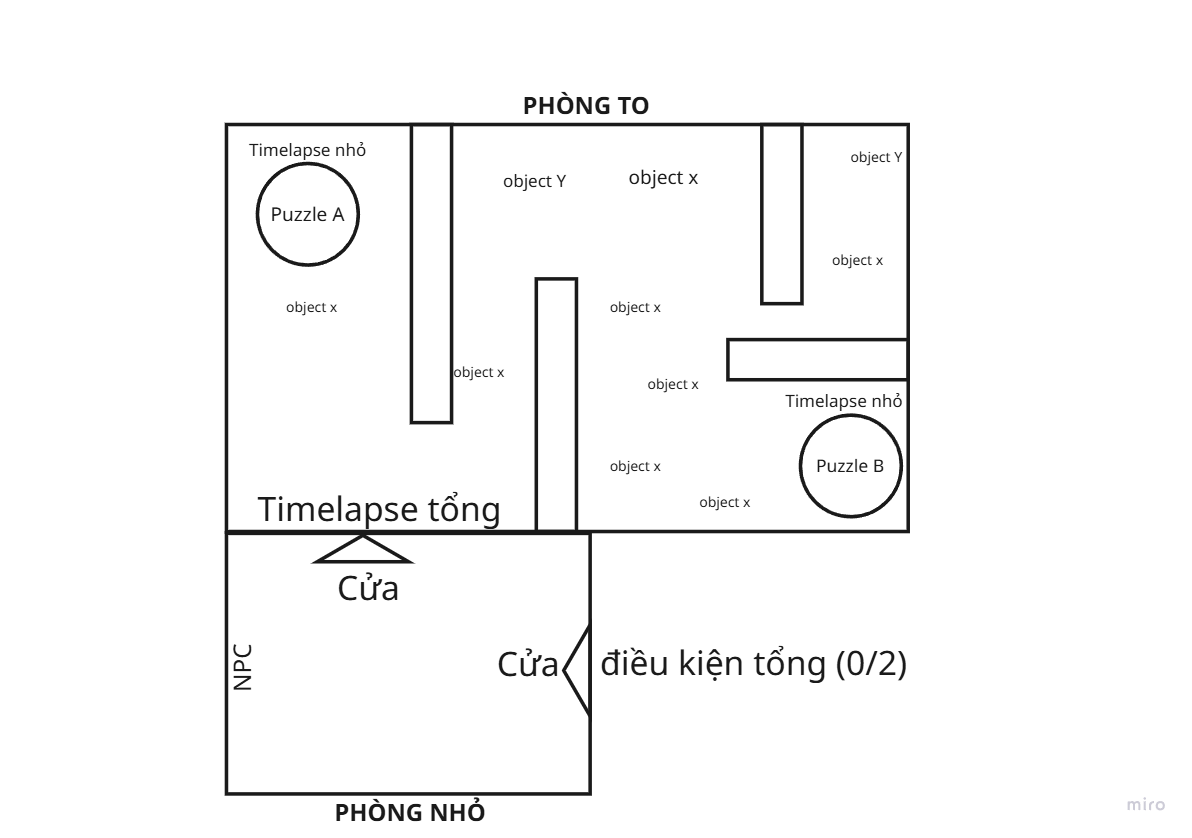 PHÒNG TO
Timelapse nhỏ
Puzzle A
object x
object Y
object x
object Y
object x
object x
object x
object x
Timelapse nhỏ
Puzzle B
object x
object x
Timelapse tổng
Cửa
NPC
Cửa
điều kiện tổng (0/2)
PHÒNG NHỎ
miro